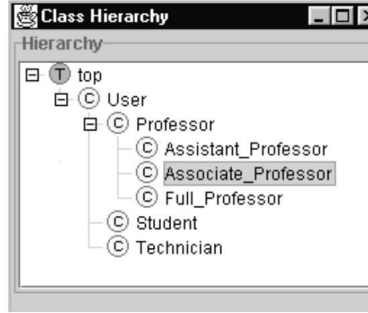 Class Hierarchy
Hierarchy
T top
C User
C Professor
C Assistant_Professor
C Associate_Professor
C Full_Professor
C Student
C Technician